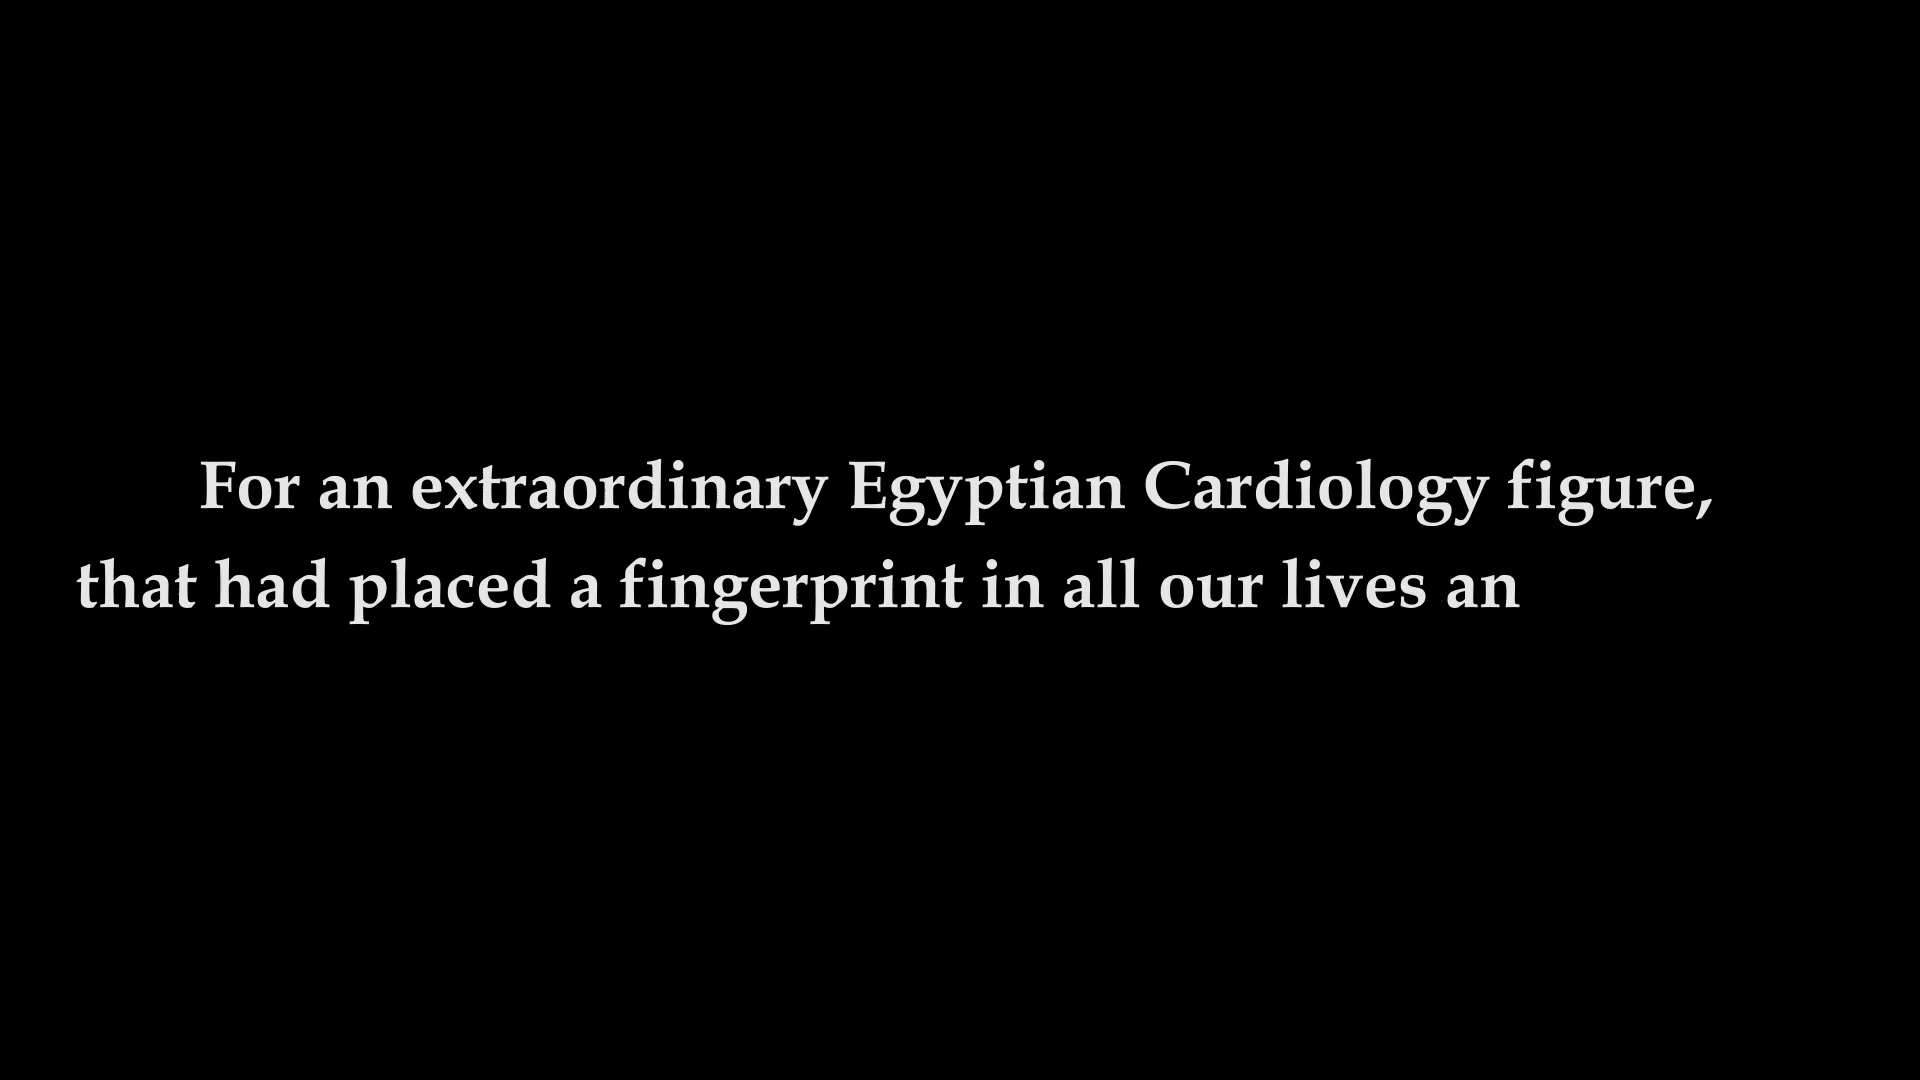 For an extraordinary Egyptian Cardiology figure,
that had placed a fingerprint in all our lives an